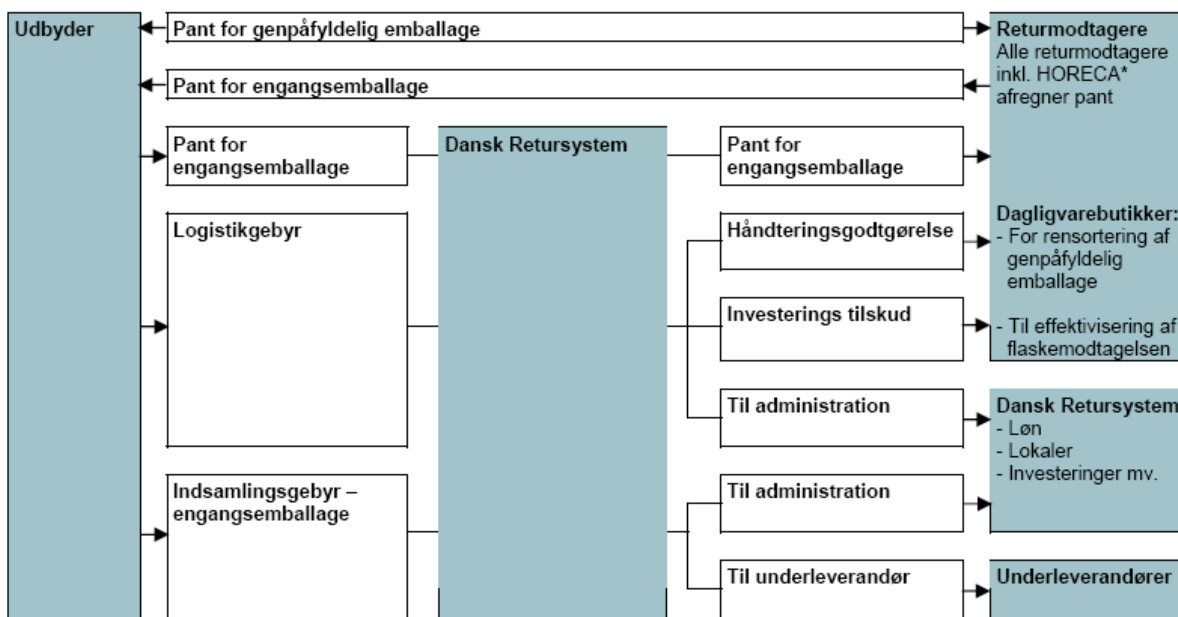 Udbyder
Pant for genpåfyldelig emballage
Returmodtagere
Alle returmodtagere
inkl. HORECA*
afregner pant
Pant for engangsemballage
Pant for
engangsemballage
Dansk Retursystem
Pant for
engangsemballage
Logistikgebyr
Håndteringsgodtgørelse
Dagligvarebutikker:
- For rensortering af
genpåfyldelig
emballage
Investerings tilskud
- Til effektivisering af
flaskemodtagelsen
Til administration
Dansk Retursystem
- Løn
- Lokaler
- Investeringer mv.
Indsamlingsgebyr –
engangsemballage
Til administration
Til underleverandør
Underleverandører